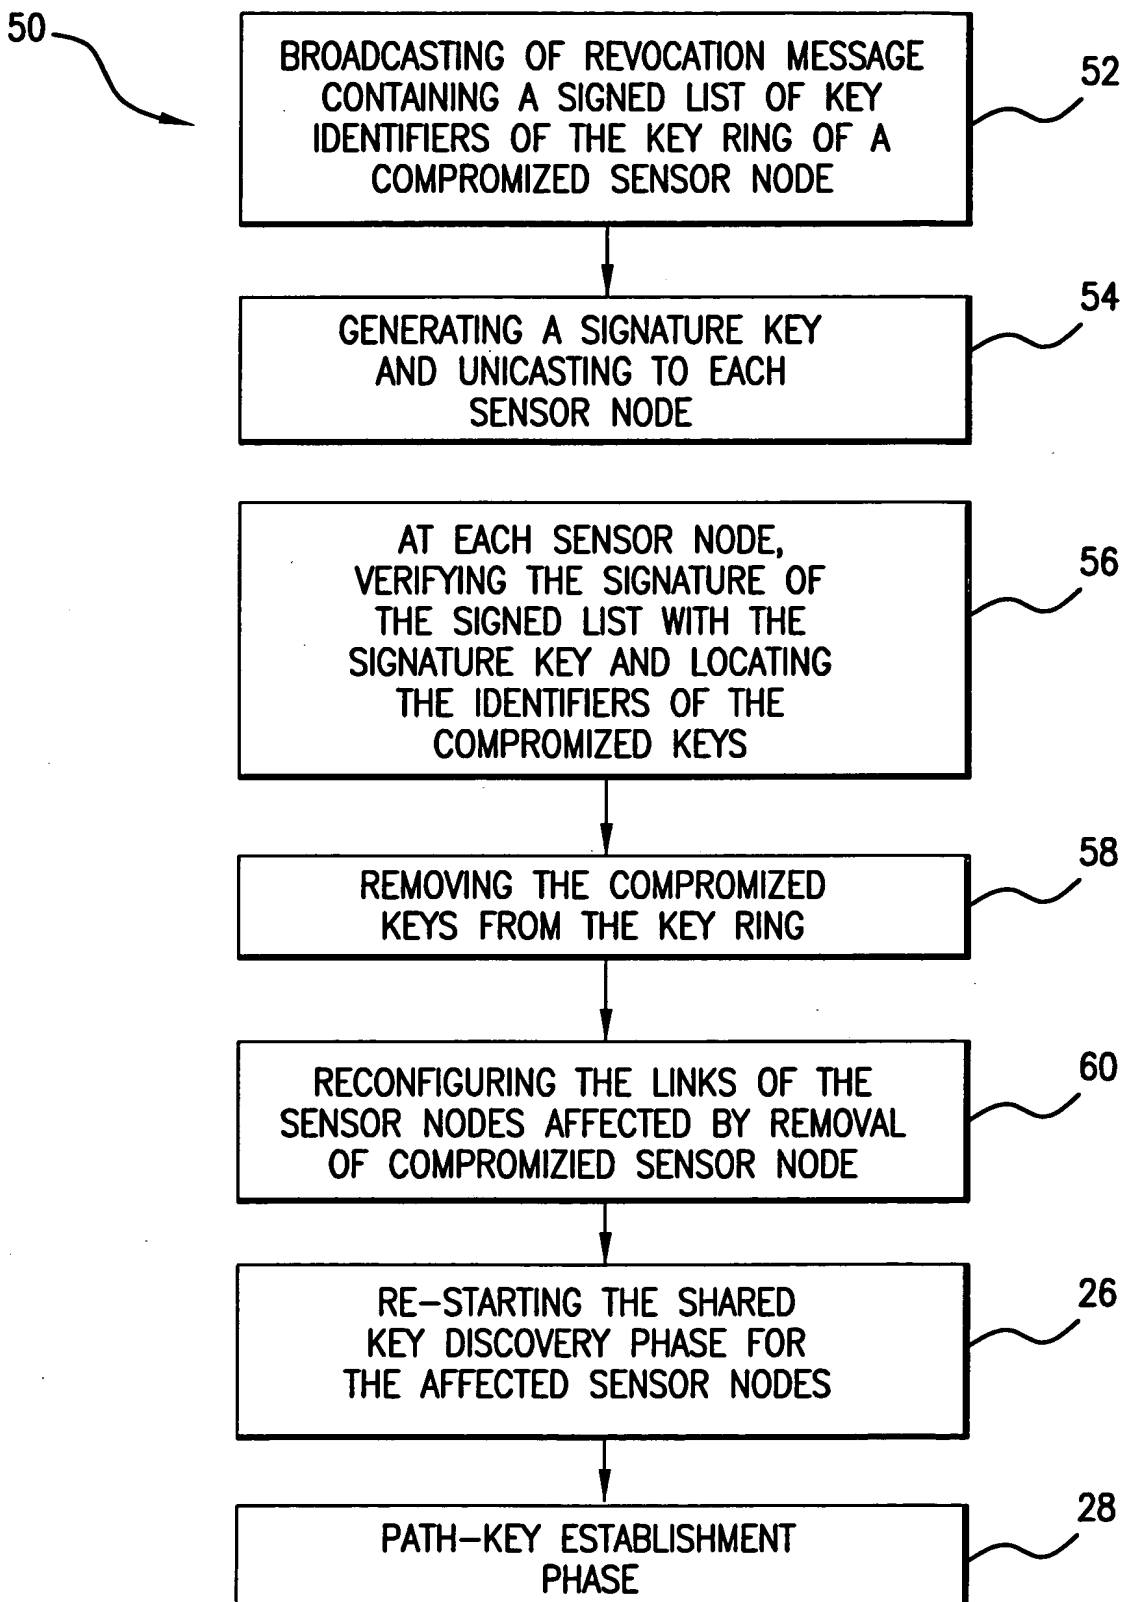 50
BROADCASTING OF REVOCATION MESSAGE
CONTAINING A SIGNED LIST OF KEY
IDENTIFIERS OF THE KEY RING OF A
COMPROMIZED SENSOR NODE
52
GENERATING A SIGNATURE KEY
AND UNICASTING TO EACH
SENSOR NODE
54
AT EACH SENSOR NODE,
VERIFYING THE SIGNATURE OF
THE SIGNED LIST WITH THE
SIGNATURE KEY AND LOCATING
THE IDENTIFIERS OF THE
COMPROMIZED KEYS
56
REMOVING THE COMPROMIZED
KEYS FROM THE KEY RING
58
RECONFIGURING THE LINKS OF THE
SENSOR NODES AFFECTED BY REMOVAL
OF COMPROMIZIED SENSOR NODE
60
RE-STARTING THE SHARED
KEY DISCOVERY PHASE FOR
THE AFFECTED SENSOR NODES
26
PATH-KEY ESTABLISHMENT
PHASE
28